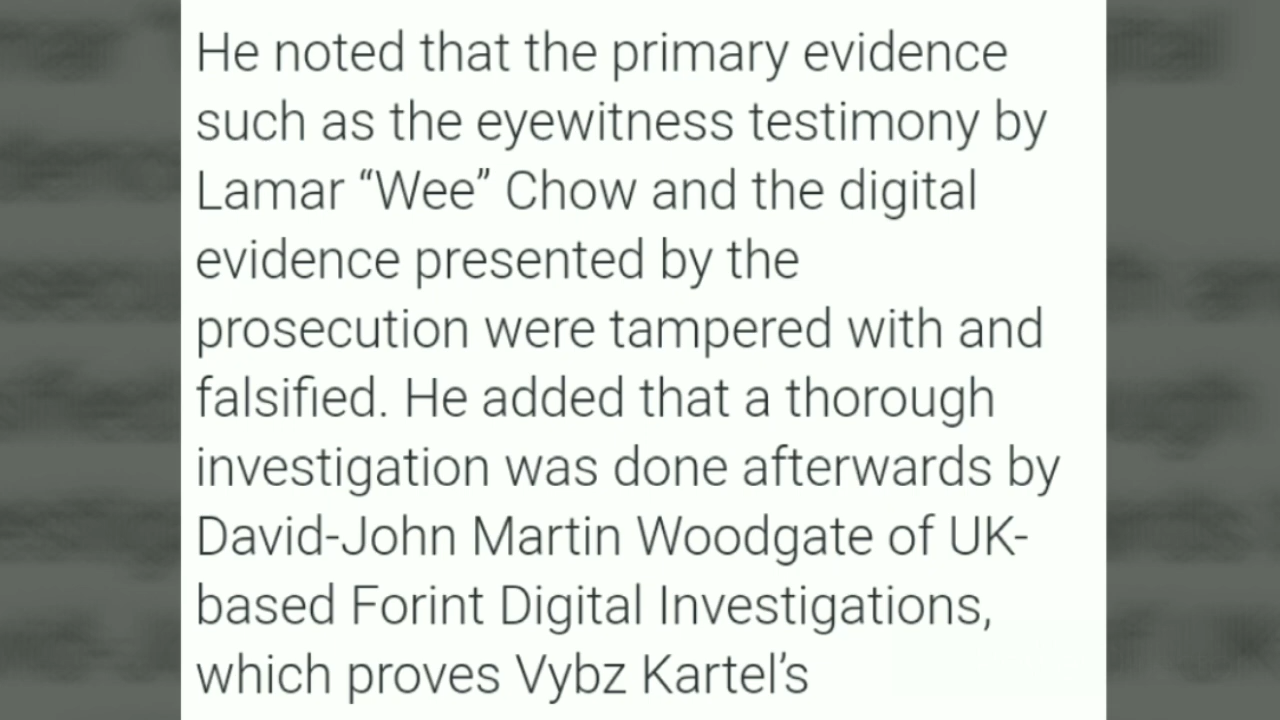 He noted that the primary evidence
such as the eyewitness testimony by
Lamar “Wee” Chow and the digital
evidence presented by the
prosecution were tampered with and
falsified. He added that a thorough
investigation was done afterwards by
David-John Martin Woodgate of UK-
based Forint Digital Investigations,
which proves Vybz Kartel’s